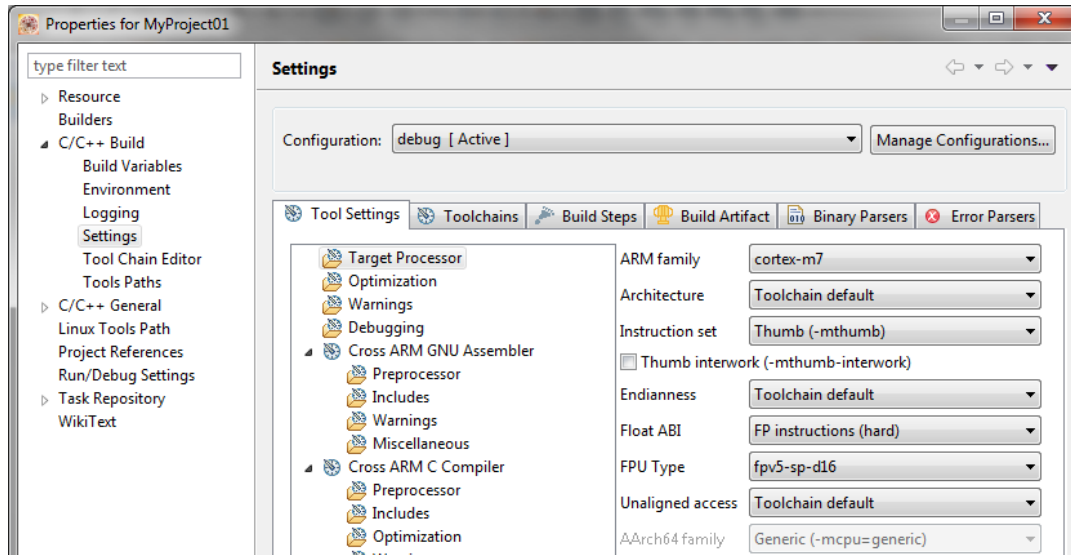 Properties for MyProject01
type filter text
Resource
Builders
C/C++ Build
Build Variables
Environment
Logging
Settings
Tool Chain Editor
Tools Paths
C/C++ General
Linux Tools Path
Project References
Run/Debug Settings
Task Repository
WikiText
Settings
Configuration: debug [ Active ] Manage Configurations...
Tool Settings Toolchains Build Steps Build Artifact Binary Parsers Error Parsers
Target Processor
Optimization
Warnings
Debugging
Cross ARM GNU Assembler
Preprocessor
Includes
Warnings
Miscellaneous
Cross ARM C Compiler
Preprocessor
Includes
Optimization
ARM family cortex-m7
Architecture Toolchain default
Instruction set Thumb (-mthumb)
Thumb interwork (-mthumb-interwork)
Endianness Toolchain default
Float ABI FP instructions (hard)
FPU Type fpv5-sp-d16
Unaligned access Toolchain default
AArch64 family Generic (-mcpu=generic)